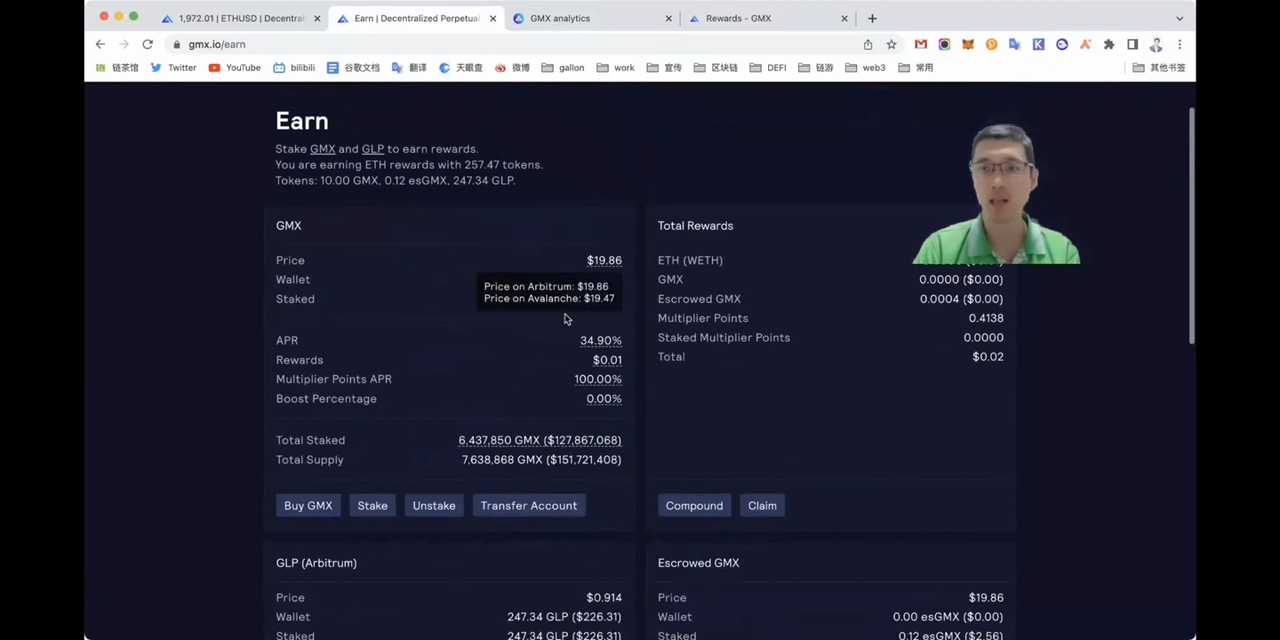 1,972.01 | ETHUSD | Decentral
Earn | Decentralized Perpetual
GMX analytics
Rewards - GMX
gmx.io/earn
链茶馆
Twitter
YouTube
bilibili
谷歌文档
翻译
天眼查
微博
gallon
work
宣传
区块链
DEFI
链游
web3
常用
其他书签
Earn
Stake GMX and GLP to earn rewards.
You are earning ETH rewards with 257.47 tokens.
Tokens: 10.00 GMX, 0.12 esGMX, 247.34 GLP.
GMX
Price $19.86
Wallet
Staked
Price on Arbitrum: $19.86
Price on Avalanche: $19.47
APR 34.90%
Rewards $0.01
Multiplier Points APR 100.00%
Boost Percentage 0.00%
Total Staked 6,437,850 GMX ($127,867,068)
Total Supply 7,638,868 GMX ($151,721,408)
Buy GMX Stake Unstake Transfer Account
Total Rewards
ETH (WETH)
GMX 0.0000 ($0.00)
Escrowed GMX 0.0004 ($0.00)
Multiplier Points 0.4138
Staked Multiplier Points 0.0000
Total $0.02
Compound Claim
GLP (Arbitrum)
Price $0.914
Wallet 247.34 GLP ($226.31)
Staked 247.34 GLP ($226.31)
Escrowed GMX
Price $19.86
Wallet 0.00 esGMX ($0.00)
Staked 0.12 esGMX ($2.56)